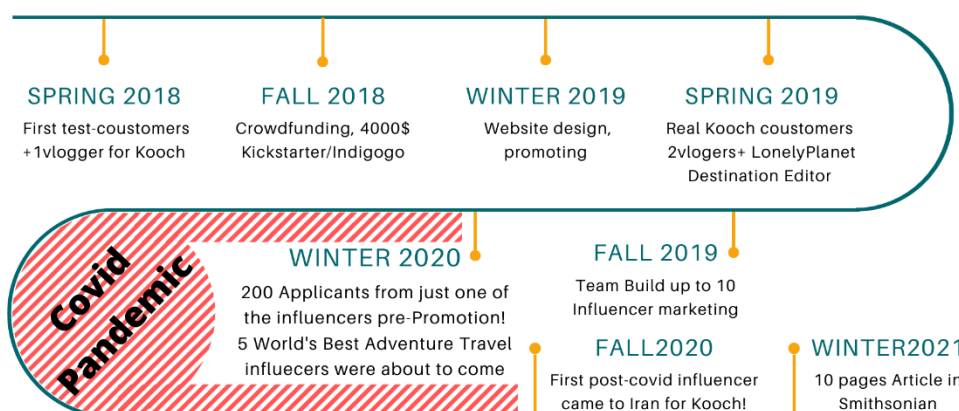 SPRING 2018
First test-coustomers
+1vlogger for Kooch
FALL 2018
Crowdfunding, 4000$
Kickstarter/Indigogo
WINTER 2019
Website design,
promoting
SPRING 2019
Real Kooch coustomers
2vlogers+ LonelyPlanet
Destination Editor
FALL 2019
Team Build up to 10
Influencer marketing
WINTER 2020
200 Applicants from just one of
the influencers pre-Promotion!
5 World's Best Adventure Travel
influecers were about to come
Covid
Pandemic
FALL2020
First post-covid influencer
came to Iran for Kooch!
WINTER2021
10 pages Article in
Smithsonian